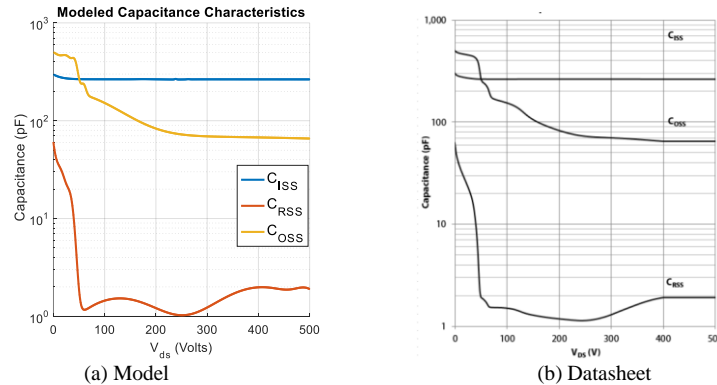 Modeled Capacitance Characteristics
10³
10²
10¹
10⁰
Capacitance (pF)
C_ISS
C_RSS
C_OSS
0 100 200 300 400 500
V_ds (Volts)
(a) Model
1,000
100
10
1
Capacitance (pF)
C_ISS
C_OSS
C_RSS
0 100 200 300 400 500
V_DS (V)
(b) Datasheet